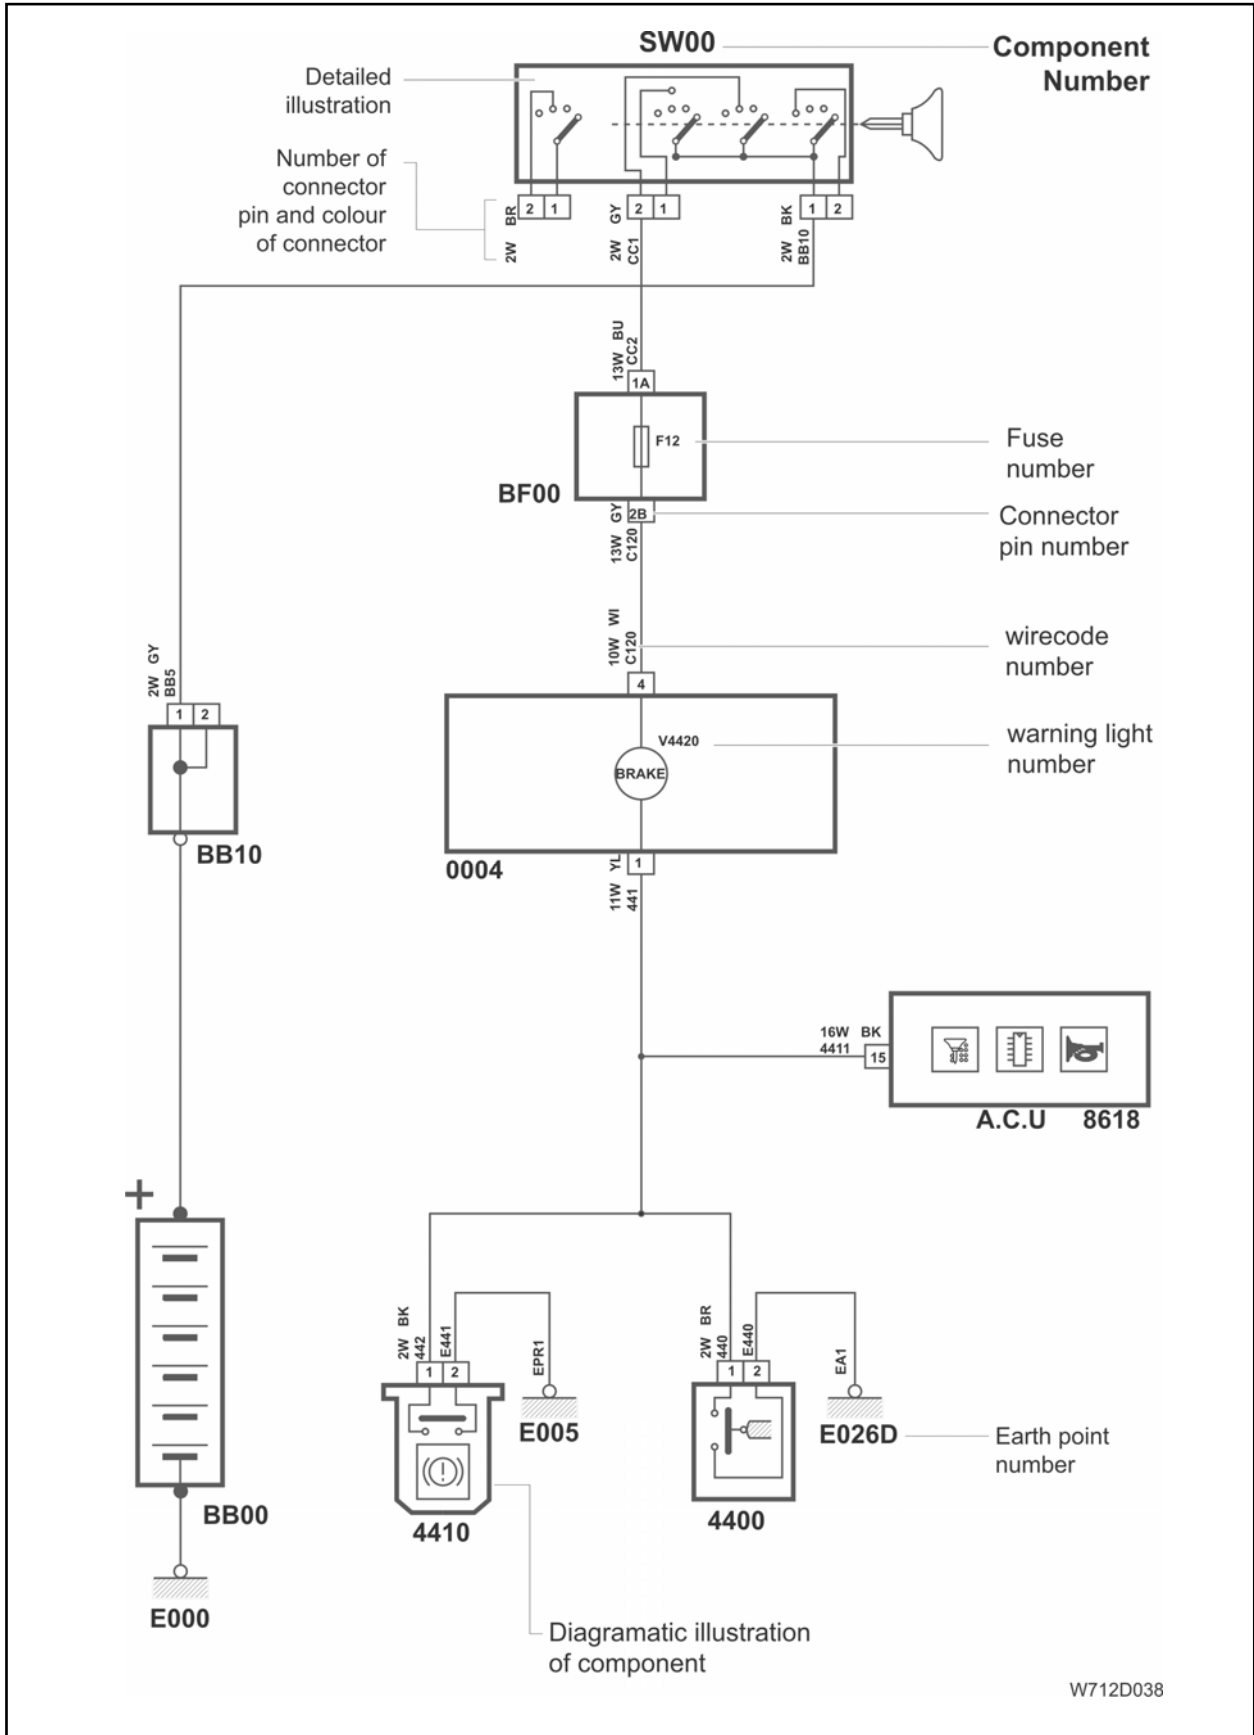 SW00
Component
Number
Detailed
illustration
Number of
connector
pin and colour
of connector
2W BR
2 1
2W GY
CC1
2 1
2W BK
BB10
1 2
13W BU
CC2
1A
F12
Fuse
number
BF00
13W GY
C120
2B
Connector
pin number
10W WI
C120
wirecode
number
4
2W GY
BB5
1 2
V4420
warning light
number
BRAKE
BB10
0004
11W YL
441
1
16W BK
4411
15
A.C.U 8618
+
2W BK
442
E441
1 2
EPR1
E005
2W BR
440
E440
1 2
EA1
E026D
Earth point
number
BB00
4410
4400
E000
Diagramatic illustration
of component
W712D038